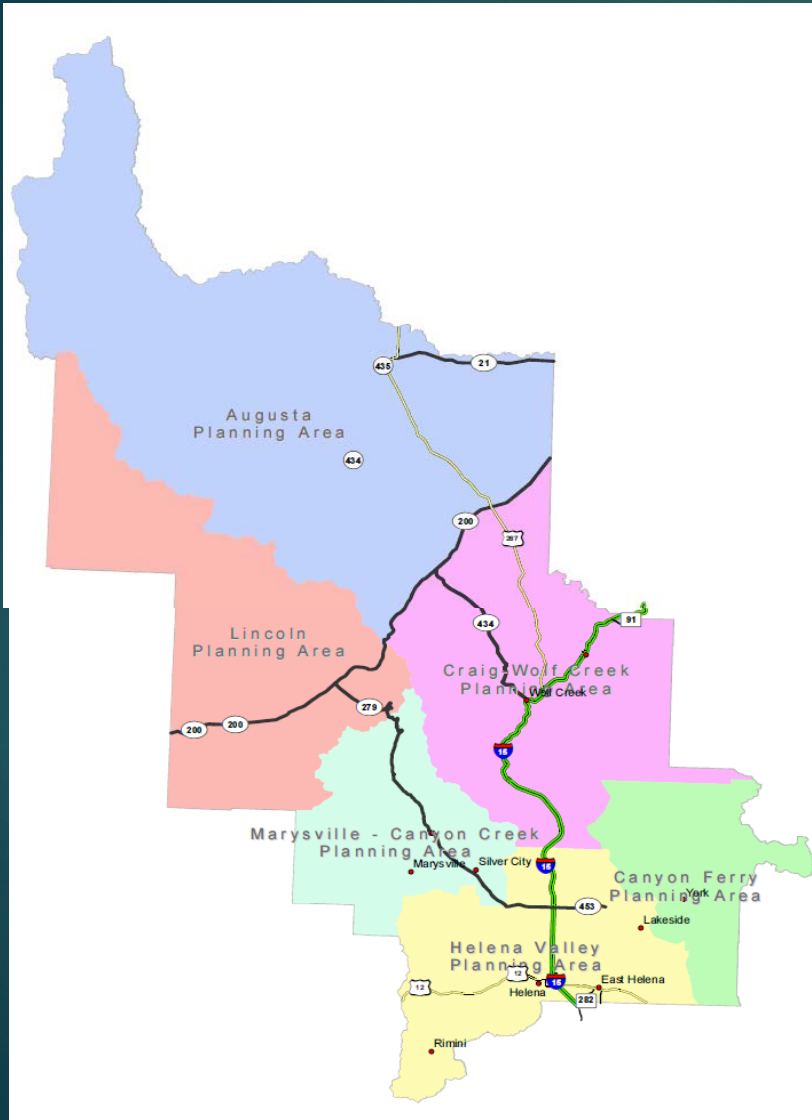 435
21
Augusta
Planning Area
434
200
287
434
91
Lincoln
Planning Area
Craig-Wolf Creek
Planning Area
Wolf Creek
279
200
200
15
Marysville - Canyon Creek
Planning Area
Marysville
Silver City
15
Canyon Ferry
Planning Area
York
453
Lakeside
Helena Valley
Planning Area
12
12
Helena
15
East Helena
282
Rimini